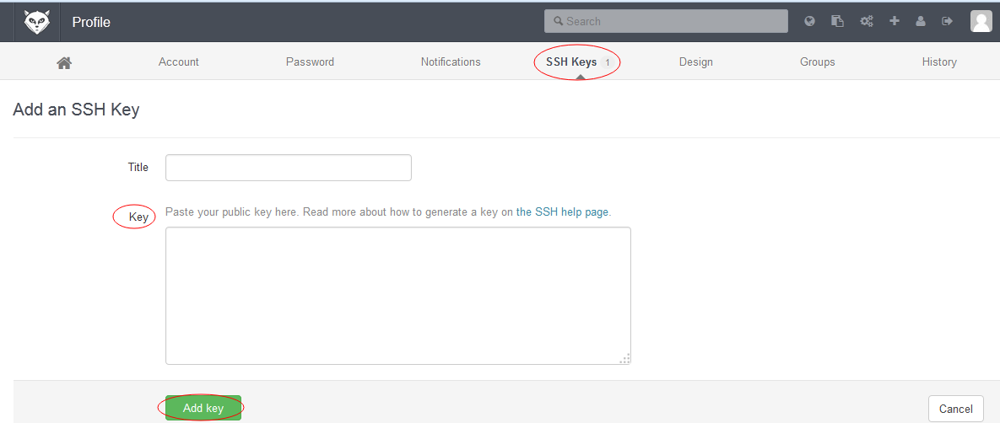 Profile
Search
Account Password Notifications SSH Keys 1 Design Groups History
Add an SSH Key
Title
Key Paste your public key here. Read more about how to generate a key on the SSH help page.
Add key Cancel